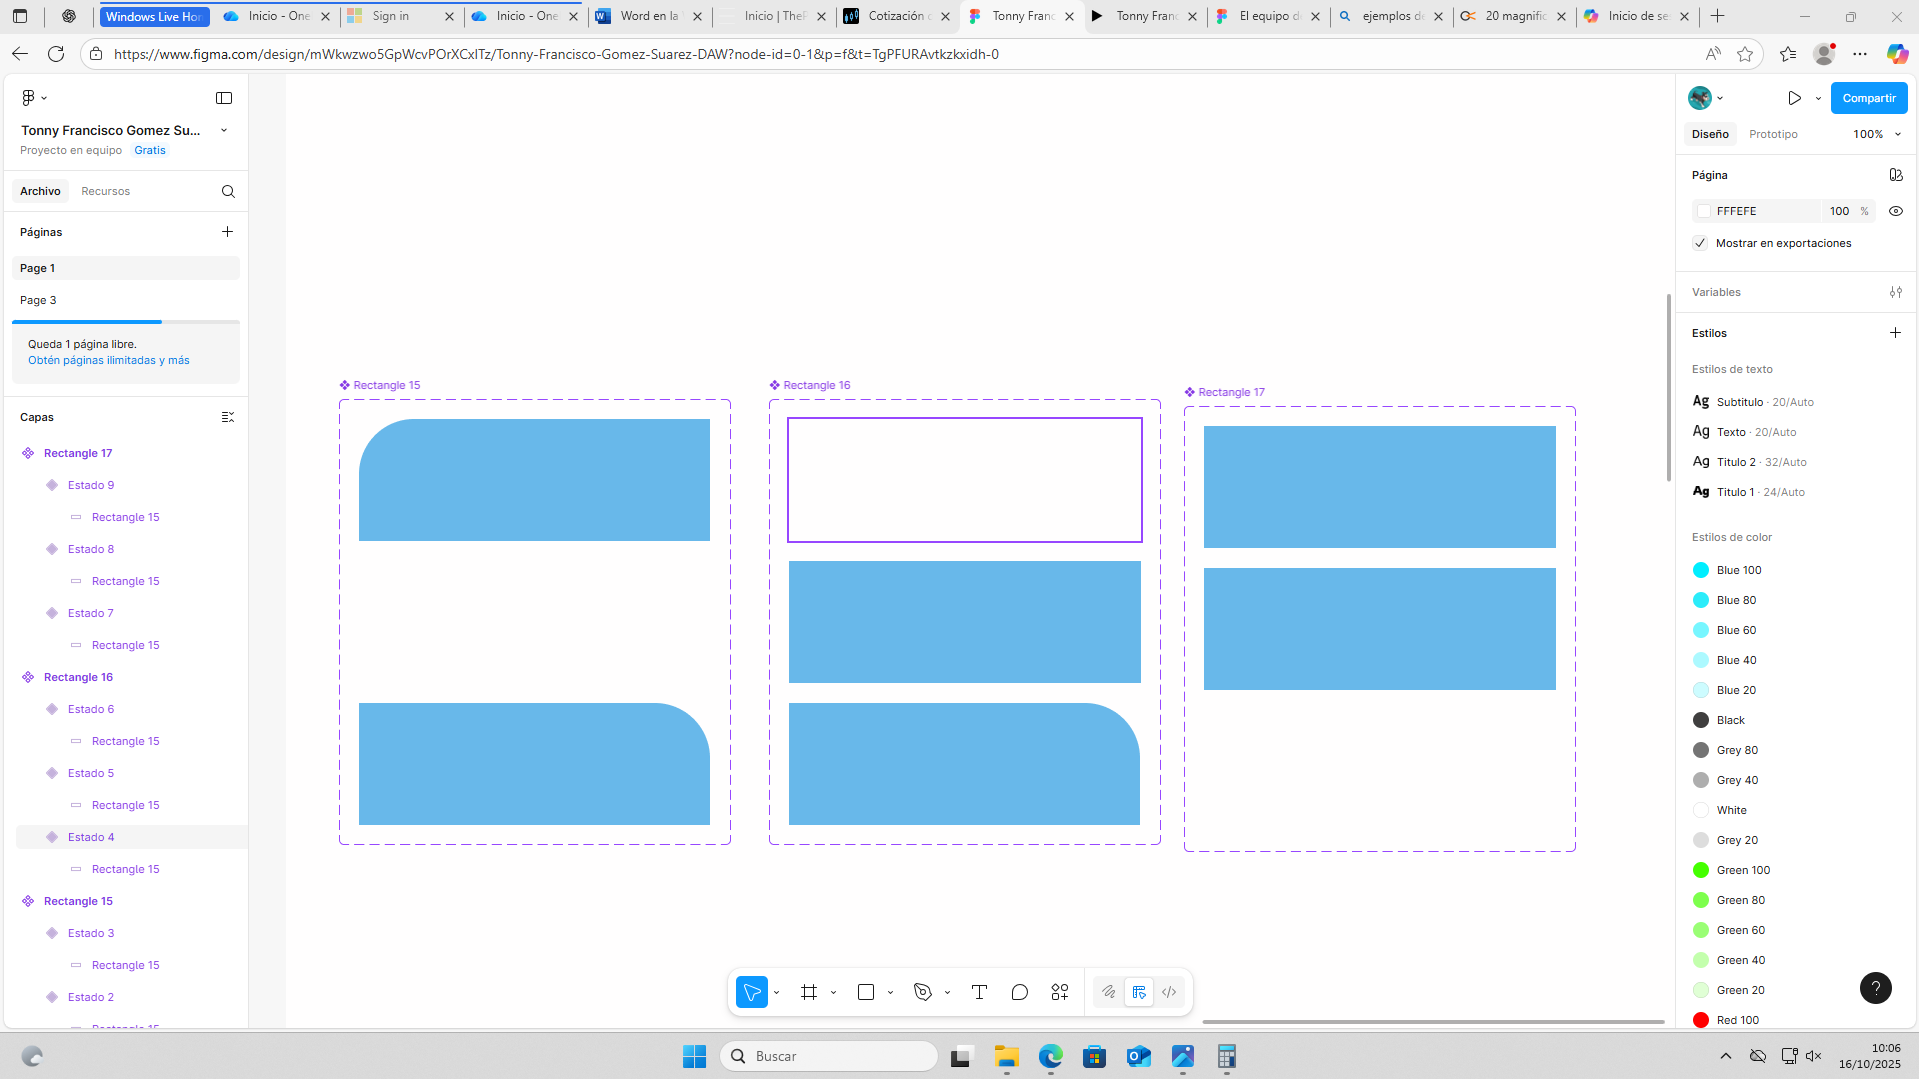 Windows Live Hor
Inicio - One
Sign in
Inicio - One
Word en la
Inicio | TheP
Cotización
Tonny Franc
Tonny Franc
El equipo d
ejemplos de
20 magnific
Inicio de se
https://www.figma.com/design/mWkwzwo5GpWcvPOrXCxITz/Tonny-Francisco-Gomez-Suarez-DAW?node-id=0-1&p=f&t=TgPFURAvtkzkxidh-0
Tonny Francisco Gomez Su...
Proyecto en equipo Gratis
Archivo Recursos
Páginas
Page 1
Page 3
Queda 1 página libre.
Obtén páginas ilimitadas y más
Capas
Rectangle 17
Estado 9
Rectangle 15
Estado 8
Rectangle 15
Estado 7
Rectangle 15
Rectangle 16
Estado 6
Rectangle 15
Estado 5
Rectangle 15
Estado 4
Rectangle 15
Rectangle 15
Estado 3
Rectangle 15
Estado 2
Rectangle 15
Rectangle 15
Rectangle 16
Rectangle 17
Compartir
Diseño Prototipo 100%
Página
FFFEFE 100 %
Mostrar en exportaciones
Variables
Estilos
Estilos de texto
Ag Subtitulo · 20/Auto
Ag Texto · 20/Auto
Ag Titulo 2 · 32/Auto
Ag Titulo 1 · 24/Auto
Estilos de color
Blue 100
Blue 80
Blue 60
Blue 40
Blue 20
Black
Grey 80
Grey 40
White
Grey 20
Green 100
Green 80
Green 60
Green 40
Green 20
Red 100
?
Buscar
10:06
16/10/2025